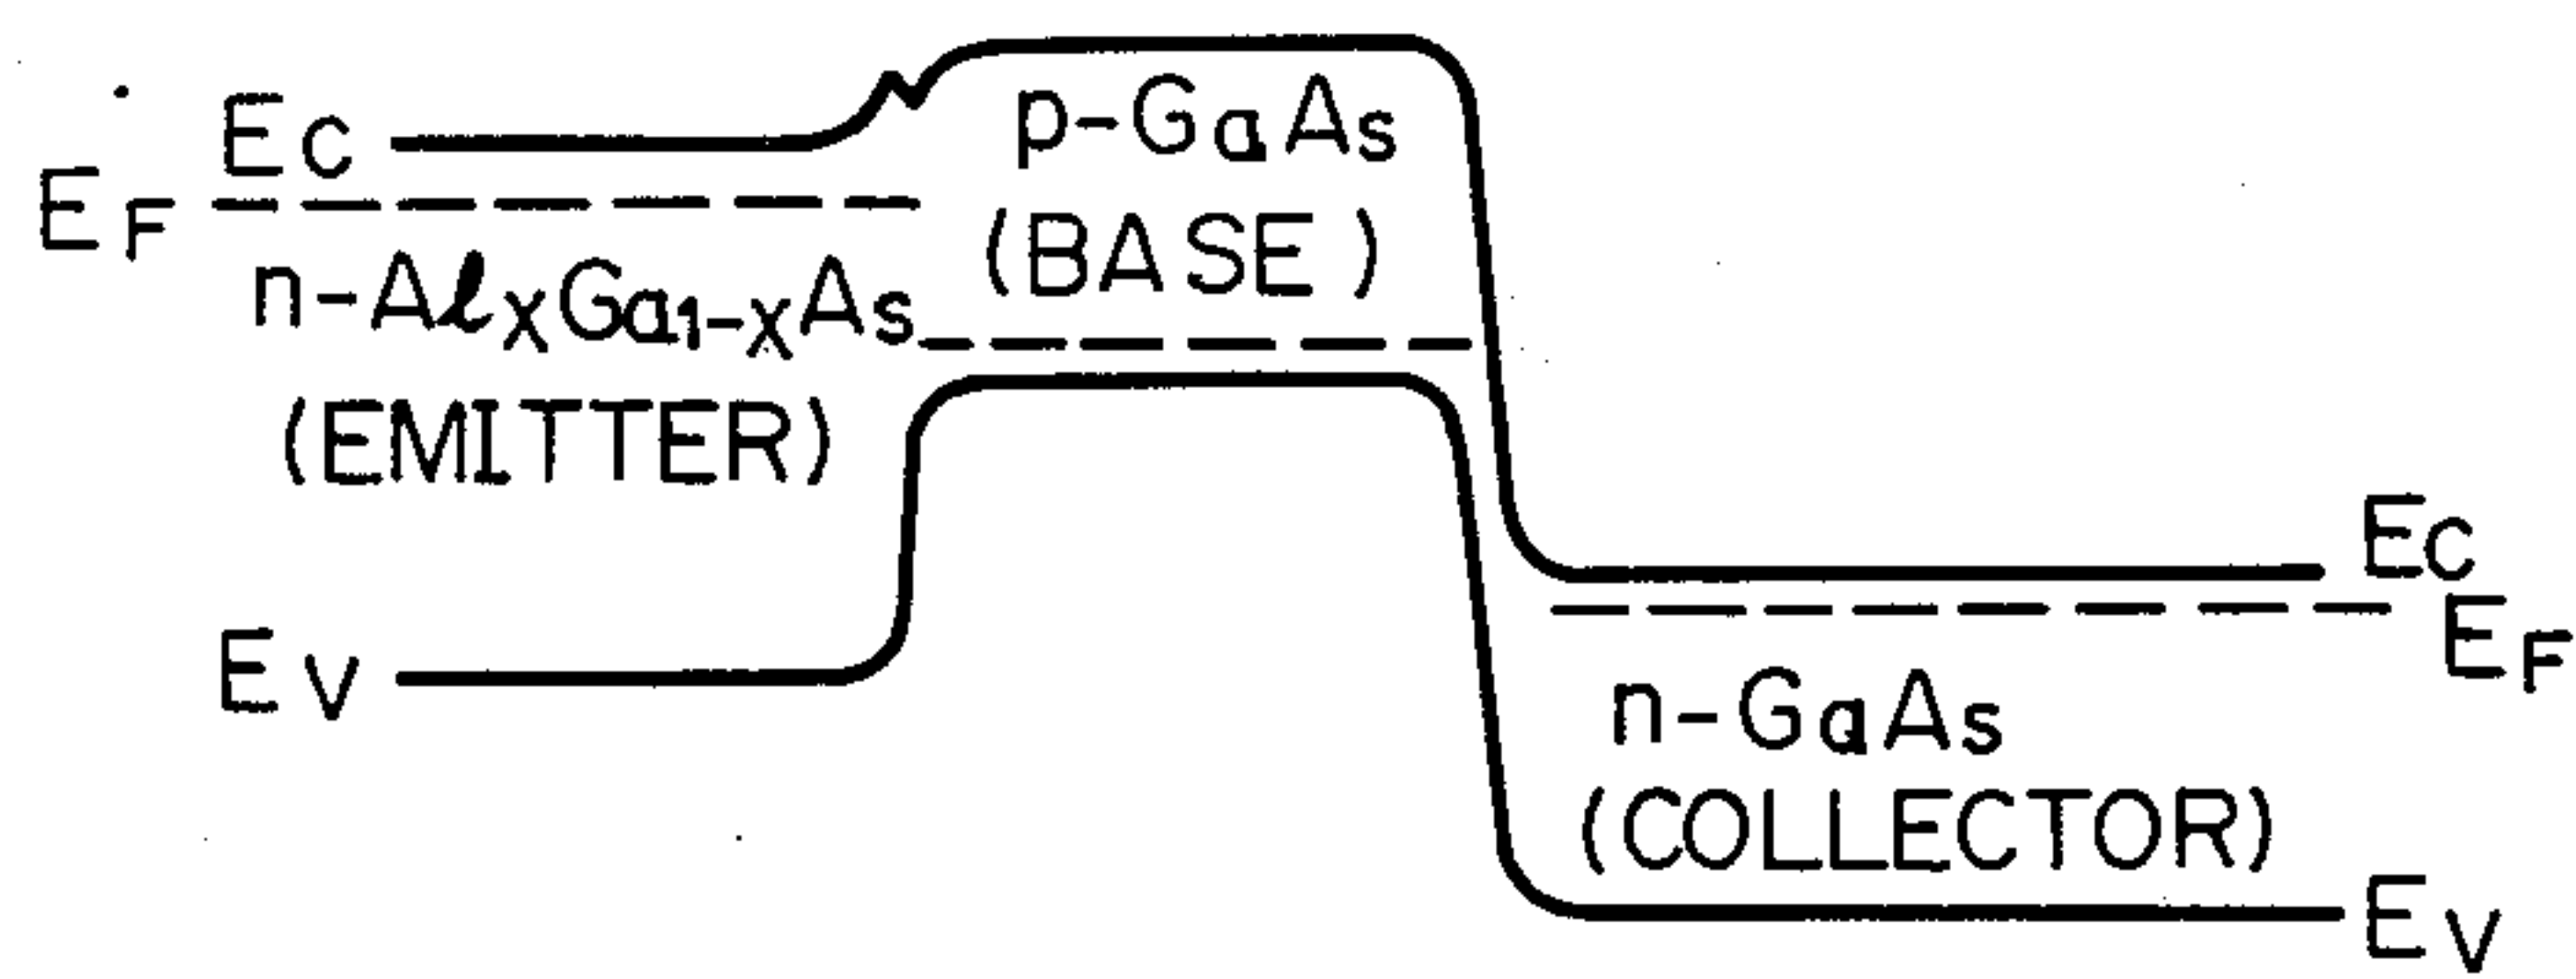 Ec
EF
n-AlxGa1-xAs
(EMITTER)
Ev
p-GaAs
(BASE)
Ec
EF
n-GaAs
(COLLECTOR)
Ev